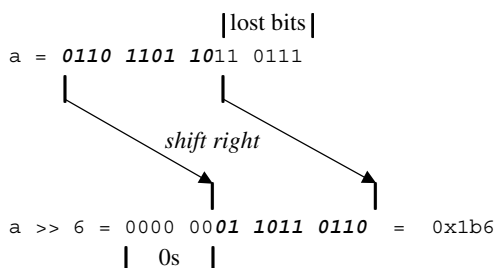 lost bits
a = 0110 1101 1011 0111
shift right
a >> 6 = 0000 0001 1011 0110 = 0x1b6
0s